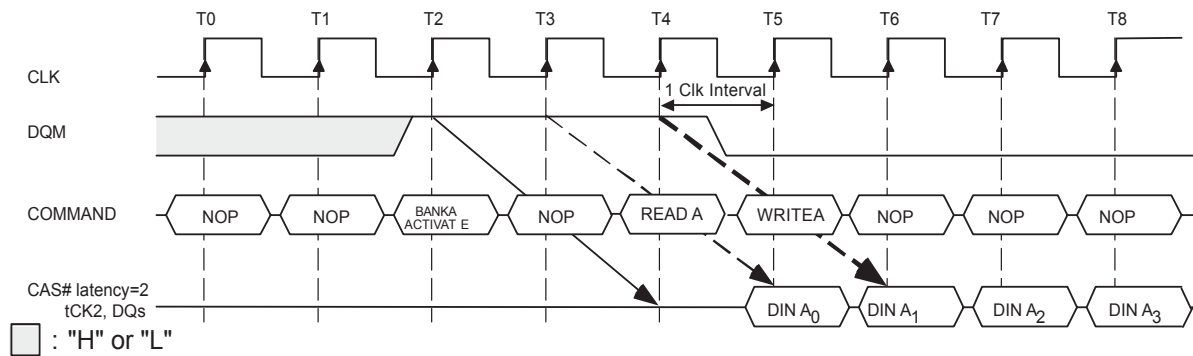 T0 T1 T2 T3 T4 T5 T6 T7 T8
CLK
1 Clk Interval
DQM
COMMAND NOP NOP BANKA ACTIVAT E NOP READ A WRITEA NOP NOP NOP
CAS# latency=2
tCK2, DQs
DIN A0 DIN A1 DIN A2 DIN A3
: "H" or "L"